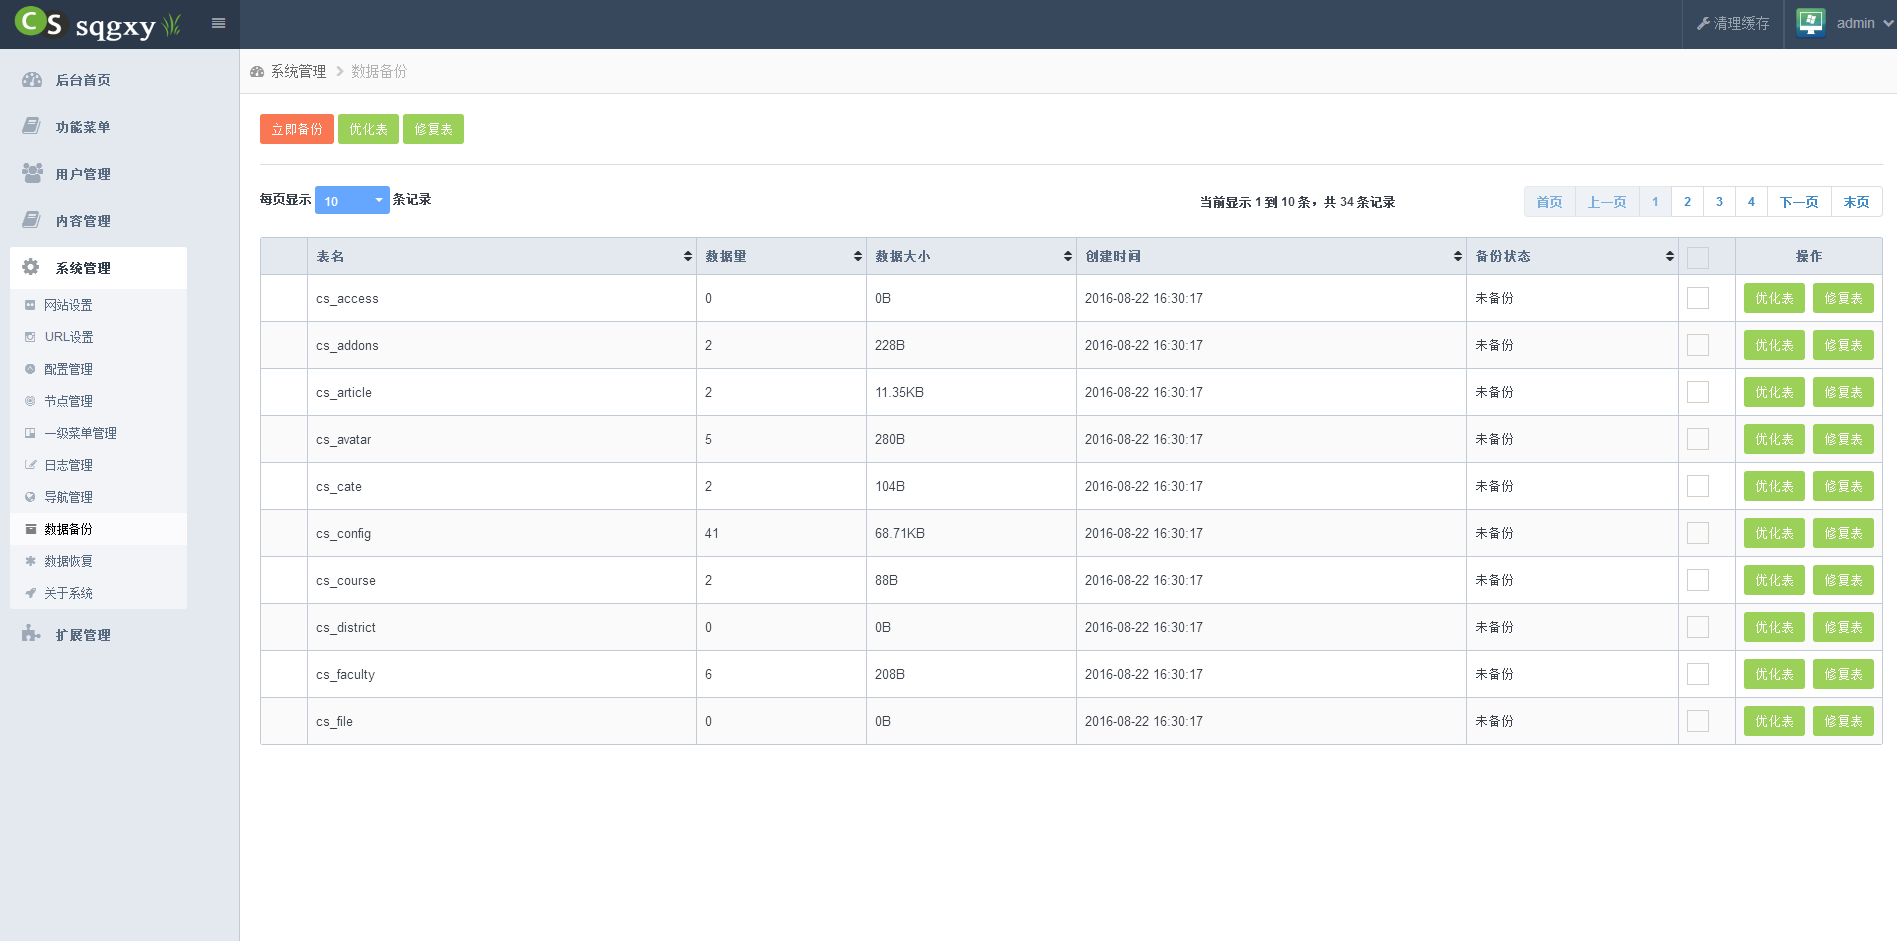 CS sqgxy
清理缓存
admin
后台首页
功能菜单
用户管理
内容管理
系统管理
网站设置
URL设置
配置管理
节点管理
一级菜单管理
日志管理
导航管理
数据备份
数据恢复
关于系统
扩展管理
系统管理 数据备份
立即备份 优化表 修复表
每页显示 10 条记录
当前显示 1 到 10 条，共 34 条记录
首页 上一页 1 2 3 4 下一页 末页
表名 数据量 数据大小 创建时间 备份状态 操作
cs_access 0 0B 2016-08-22 16:30:17 未备份 优化表 修复表
cs_addons 2 228B 2016-08-22 16:30:17 未备份 优化表 修复表
cs_article 2 11.35KB 2016-08-22 16:30:17 未备份 优化表 修复表
cs_avatar 5 280B 2016-08-22 16:30:17 未备份 优化表 修复表
cs_cate 2 104B 2016-08-22 16:30:17 未备份 优化表 修复表
cs_config 41 68.71KB 2016-08-22 16:30:17 未备份 优化表 修复表
cs_course 2 88B 2016-08-22 16:30:17 未备份 优化表 修复表
cs_district 0 0B 2016-08-22 16:30:17 未备份 优化表 修复表
cs_faculty 6 208B 2016-08-22 16:30:17 未备份 优化表 修复表
cs_file 0 0B 2016-08-22 16:30:17 未备份 优化表 修复表